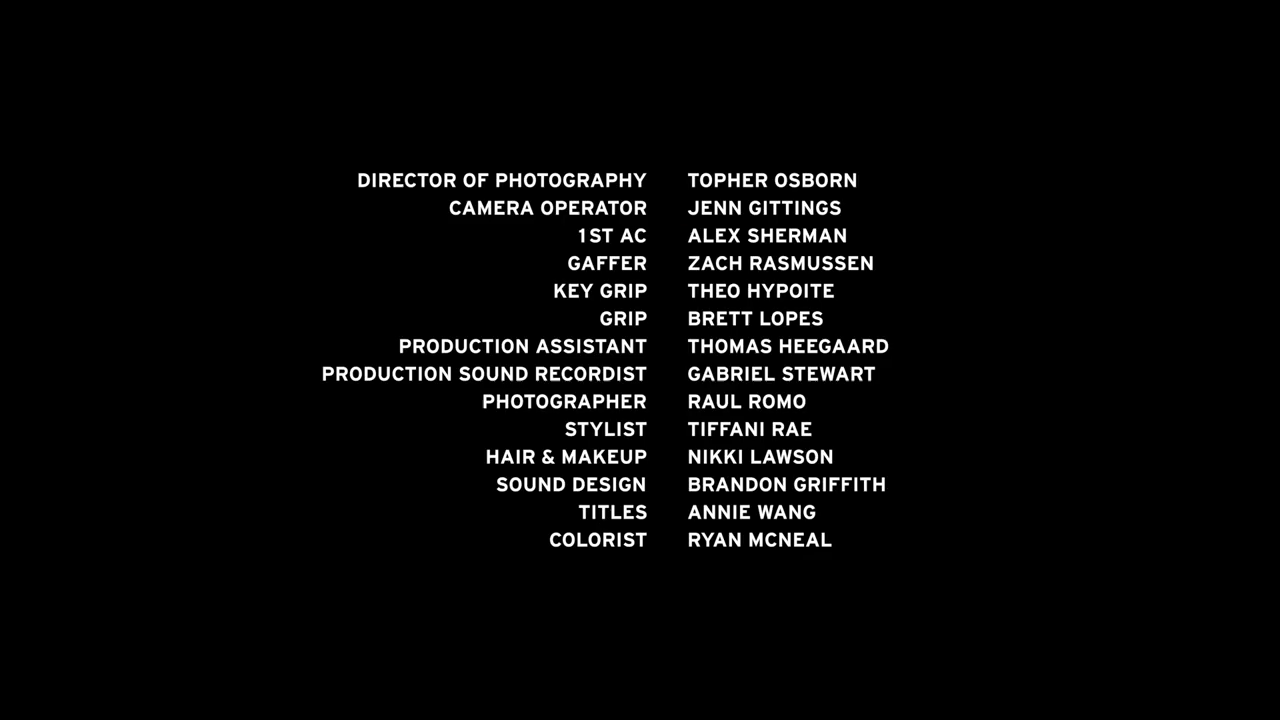 DIRECTOR OF PHOTOGRAPHY TOPHER OSBORN
CAMERA OPERATOR JENN GITTINGS
1ST AC ALEX SHERMAN
GAFFER ZACH RASMUSSEN
KEY GRIP THEO HYPOITE
GRIP BRETT LOPES
PRODUCTION ASSISTANT THOMAS HEEGAARD
PRODUCTION SOUND RECORDIST GABRIEL STEWART
PHOTOGRAPHER RAUL ROMO
STYLIST TIFFANI RAE
HAIR & MAKEUP NIKKI LAWSON
SOUND DESIGN BRANDON GRIFFITH
TITLES ANNIE WANG
COLORIST RYAN MCNEAL